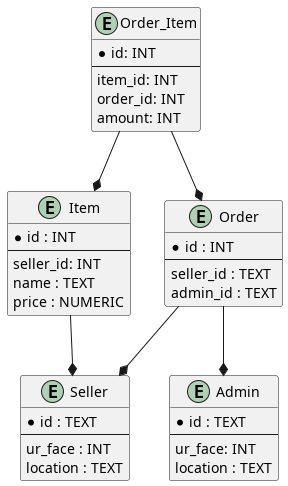 E Order_Item
* id: INT
item_id: INT
order_id: INT
amount: INT
E Item
* id : INT
seller_id: INT
name : TEXT
price : NUMERIC
E Order
* id : INT
seller_id : TEXT
admin_id : TEXT
E Seller
* id : TEXT
ur_face : INT
location : TEXT
E Admin
* id : TEXT
ur_face: INT
location : TEXT